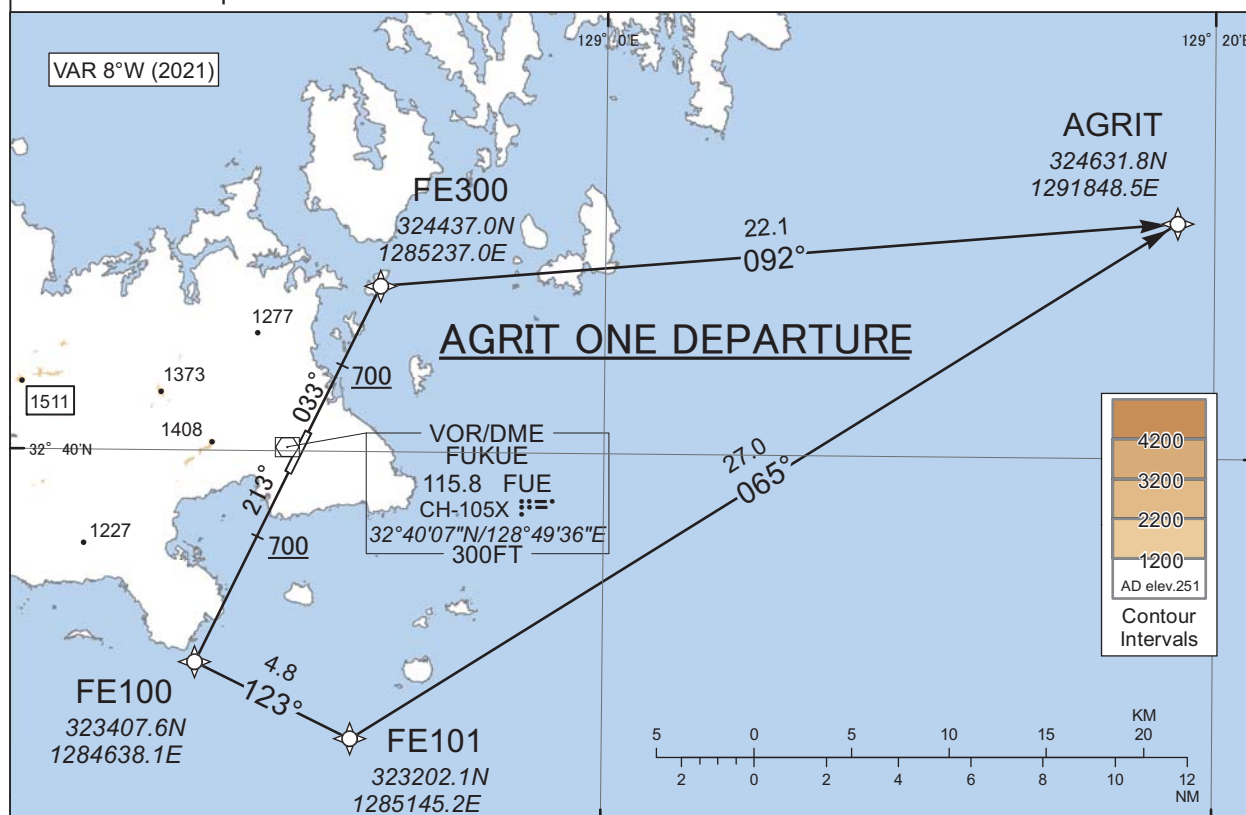 129° 0'E
129° 20'E
VAR 8°W (2021)
AGRIT
324631.8N
1291848.5E
FE300
324437.0N
1285237.0E
22.1
092°
AGRIT ONE DEPARTURE
1277
1373
1511
1408
700
033°
32° 40'N
VOR/DME
FUKUE
115.8 FUE
CH-105X
32°40'07"N/128°49'36"E
300FT
213°
700
1227
27.0
065°
4200
3200
2200
1200
AD elev.251
Contour
Intervals
4.8
123°
FE100
323407.6N
1284638.1E
FE101
323202.1N
1285145.2E
KM
5 0 5 10 15 20
2 0 2 4 6 8 10 12
NM